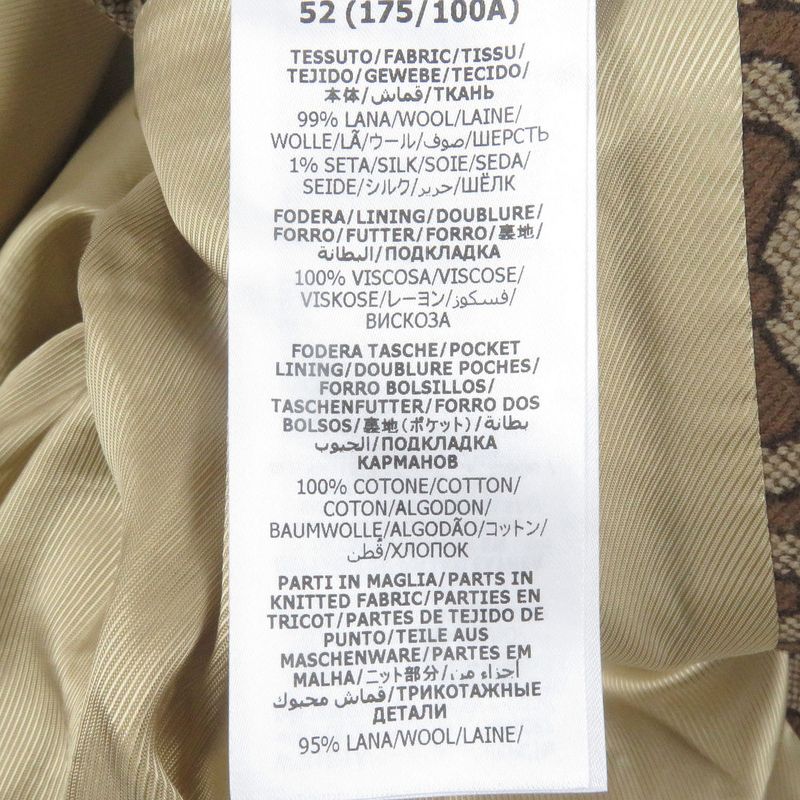 52 (175/100A)
TESSUTO/FABRIC/TISSU/
TEJIDO/GEWEBE/TECIDO/
本体/قماش/ТКАНЬ
99% LANA/WOOL/LAINE/
WOLLE/LÃ/ウール/صوف/ШЕРСТЬ
1% SETA/SILK/SOIE/SEDA/
SEIDE/シルク/حرير/ШЁЛК
FODERA/LINING/DOUBLURE/
FORRO/FUTTER/FORRO/裏地/
البطانة/ПОДКЛАДКА
100% VISCOSA/VISCOSE/
VISKOSE/レーヨン/فسكوز/
ВИСКОЗА
FODERA TASCHE/POCKET
LINING/DOUBLURE POCHES/
FORRO BOLSILLOS/
TASCHENFUTTER/FORRO DOS
BOLSOS/裏地(ポケット)/بطانة
الجيوب/ПОДКЛАДКА
КАРМАНОВ
100% COTONE/COTTON/
COTON/ALGODON/
BAUMWOLLE/ALGODÃO/コットン/
قُطن/ХЛОПОК
PARTI IN MAGLIA/PARTS IN
KNITTED FABRIC/PARTIES EN
TRICOT/PARTES DE TEJIDO DE
PUNTO/TEILE AUS
MASCHENWARE/PARTES EM
MALHA/ニット部分/أجزاء من
قماش محبوك/ТРИКОТАЖНЫЕ
ДЕТАЛИ
95% LANA/WOOL/LAINE/